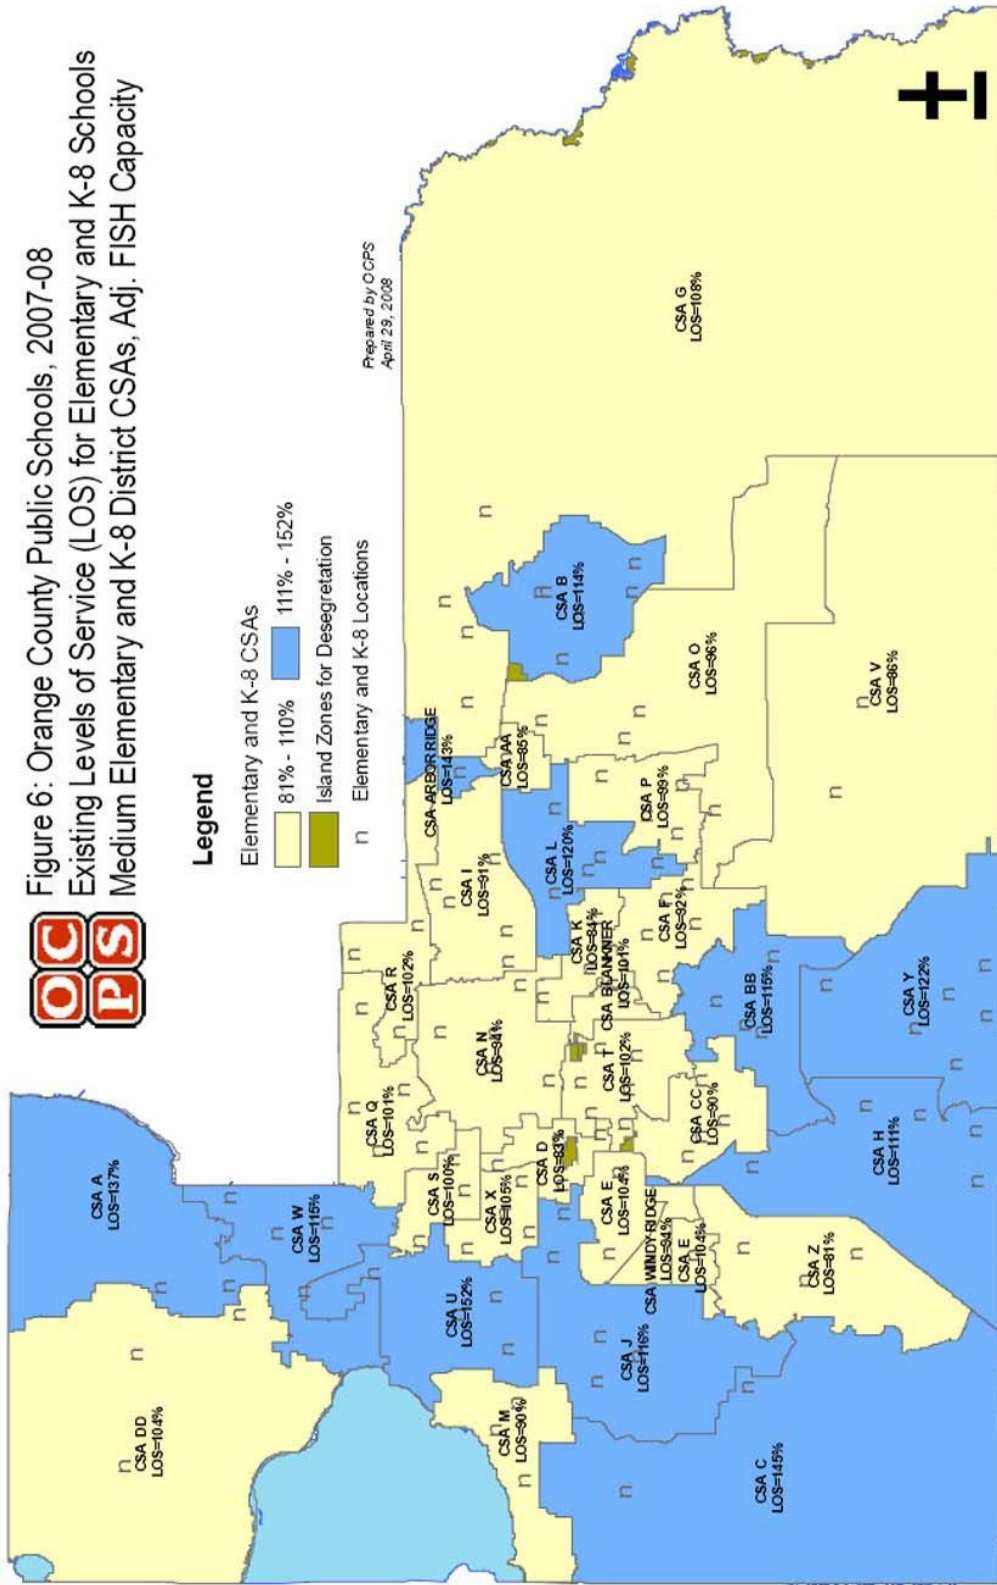 OC
PS
Figure 6: Orange County Public Schools, 2007-08
Existing Levels of Service (LOS) for Elementary and K-8 Schools
Medium Elementary and K-8 District CSAs, Adj. FISH Capacity
Legend
Elementary and K-8 CSAs
81% - 110%
111% - 152%
Island Zones for Desegretation
n Elementary and K-8 Locations
Prepared by OCPS
April 29, 2008
CSA A
LOS=137%
CSA DD
LOS=104%
CSA W
LOS=115%
CSA Q
LOS=101%
CSA R
LOS=102%
CSA S
LOS=100%
CSA U
LOS=152%
CSA X
LOS=105%
CSA N
LOS=94%
CSA I
LOS=91%
CSA ARBOR RIDGE
LOS=143%
CSA AA
LOS=85%
CSA M
LOS=90%
CSA D
LOS=83%
CSA L
LOS=120%
CSA B
LOS=114%
CSA K
LOS=84%
CSA BLANKNER
LOS=101%
CSA E
LOS=104%
CSA T
LOS=102%
CSA J
LOS=116%
CSA WINDY RIDGE
LOS=94%
CSA E
LOS=104%
CSA F
LOS=92%
CSA P
LOS=99%
CSA O
LOS=96%
CSA G
LOS=108%
CSA CC
LOS=90%
CSA BB
LOS=115%
CSA C
LOS=145%
CSA Z
LOS=81%
CSA H
LOS=111%
CSA Y
LOS=122%
CSA V
LOS=86%